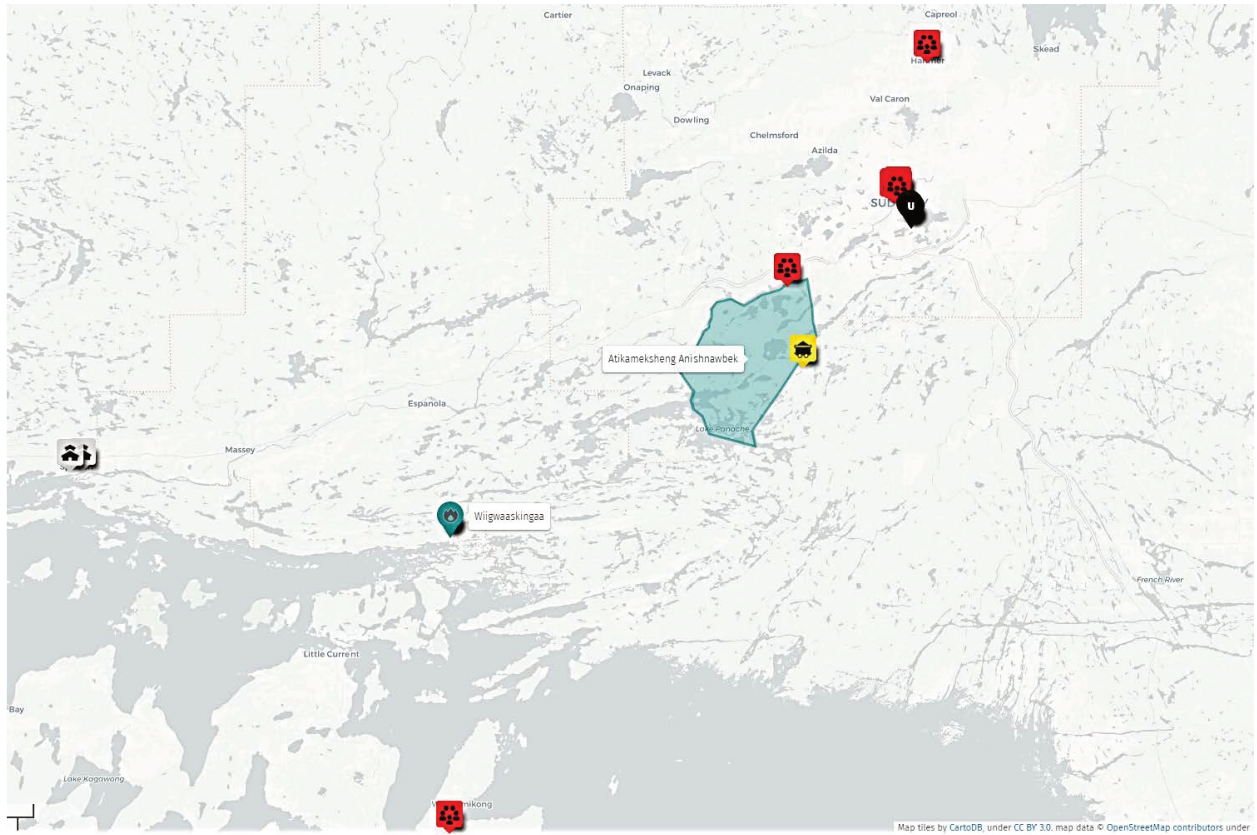 Cartier
Capreol
Skead
Levack
Onaping
Val Caron
Dowling
Chelmsford
Azilda
U
Atikameksheng Anishnawbek
Espanola
Lake Panache
Massey
Wiigwaaskingaa
French River
Little Current
Bay
Lake Kagawong
Map tiles by CartoDB, under CC BY 3.0, map data © OpenStreetMap contributors under